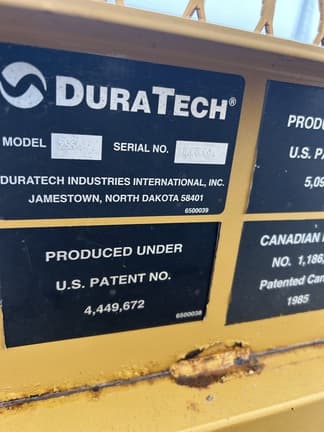 DURATECH®
MODEL
SERIAL NO.
DURATECH INDUSTRIES INTERNATIONAL, INC.
JAMESTOWN, NORTH DAKOTA 58401
6500039
PRODUCED UNDER
U.S. PATENT NO.
4,449,672
6500038
PROD
U.S. PA
5,09
CANADIAN
NO. 1,186,
Patented Can
1985